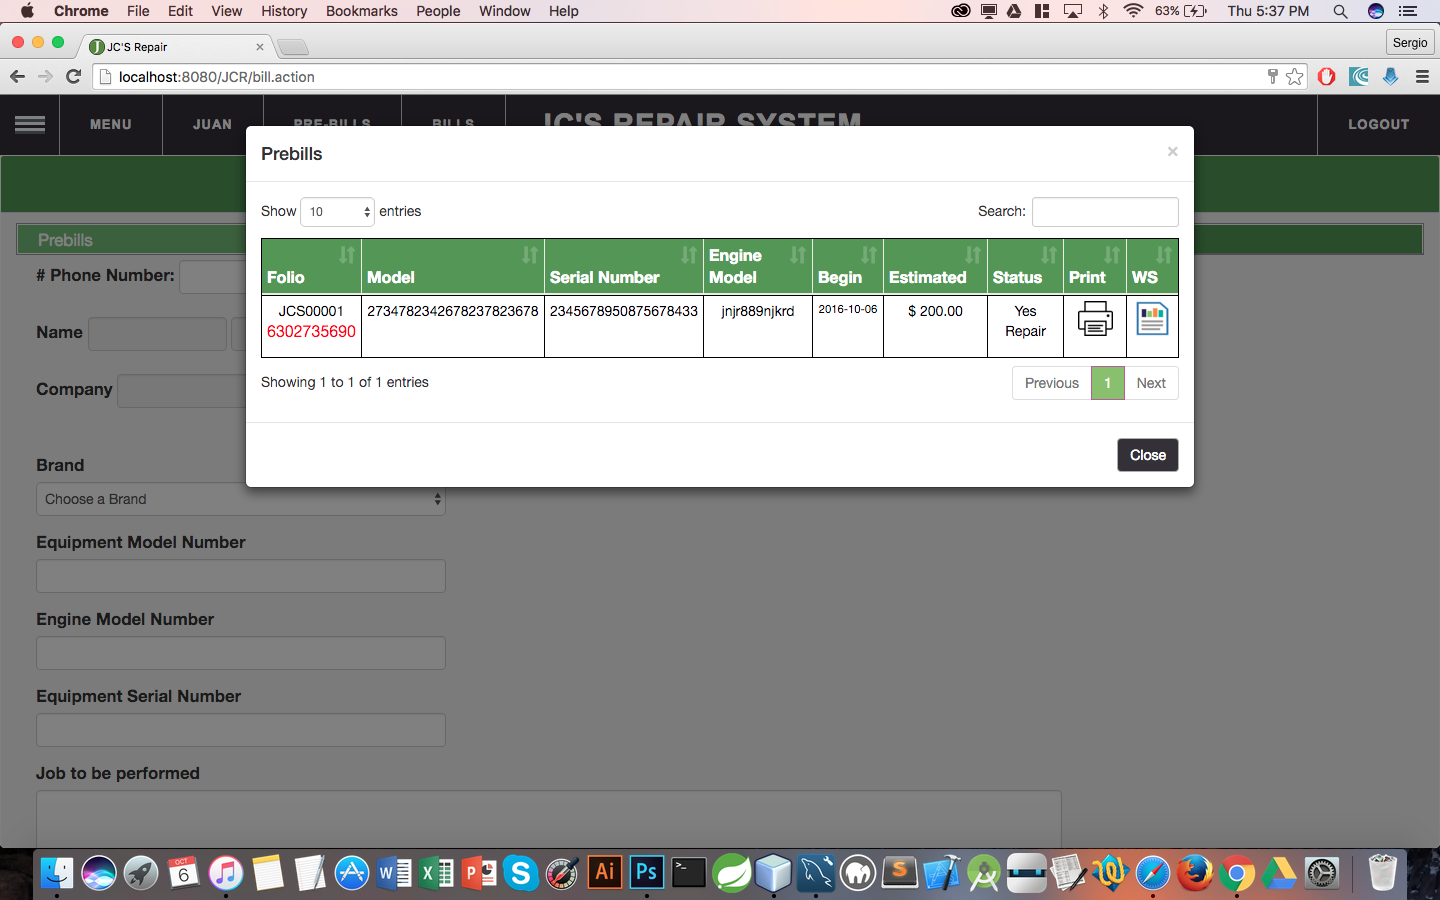 Chrome File Edit View History Bookmarks People Window Help 63% Thu 5:37 PM
JC'S Repair Sergio
localhost:8080/JCR/bill.action
MENU JUAN PRE-BILLS BILLS JC'S REPAIR SYSTEM LOGOUT
Prebills ×
Show 10 entries Search:
Folio Model Serial Number Engine Model Begin Estimated Status Print WS
JCS00001 2734782342678237823678 2345678950875678433 jnjr889njkrd 2016-10-06 $ 200.00 Yes
6302735690 Repair
Showing 1 to 1 of 1 entries Previous 1 Next
Close
Prebills
# Phone Number:
Name
Company
Brand
Choose a Brand
Equipment Model Number
Engine Model Number
Equipment Serial Number
Job to be performed
OCT
6 W X P S Ai Ps S